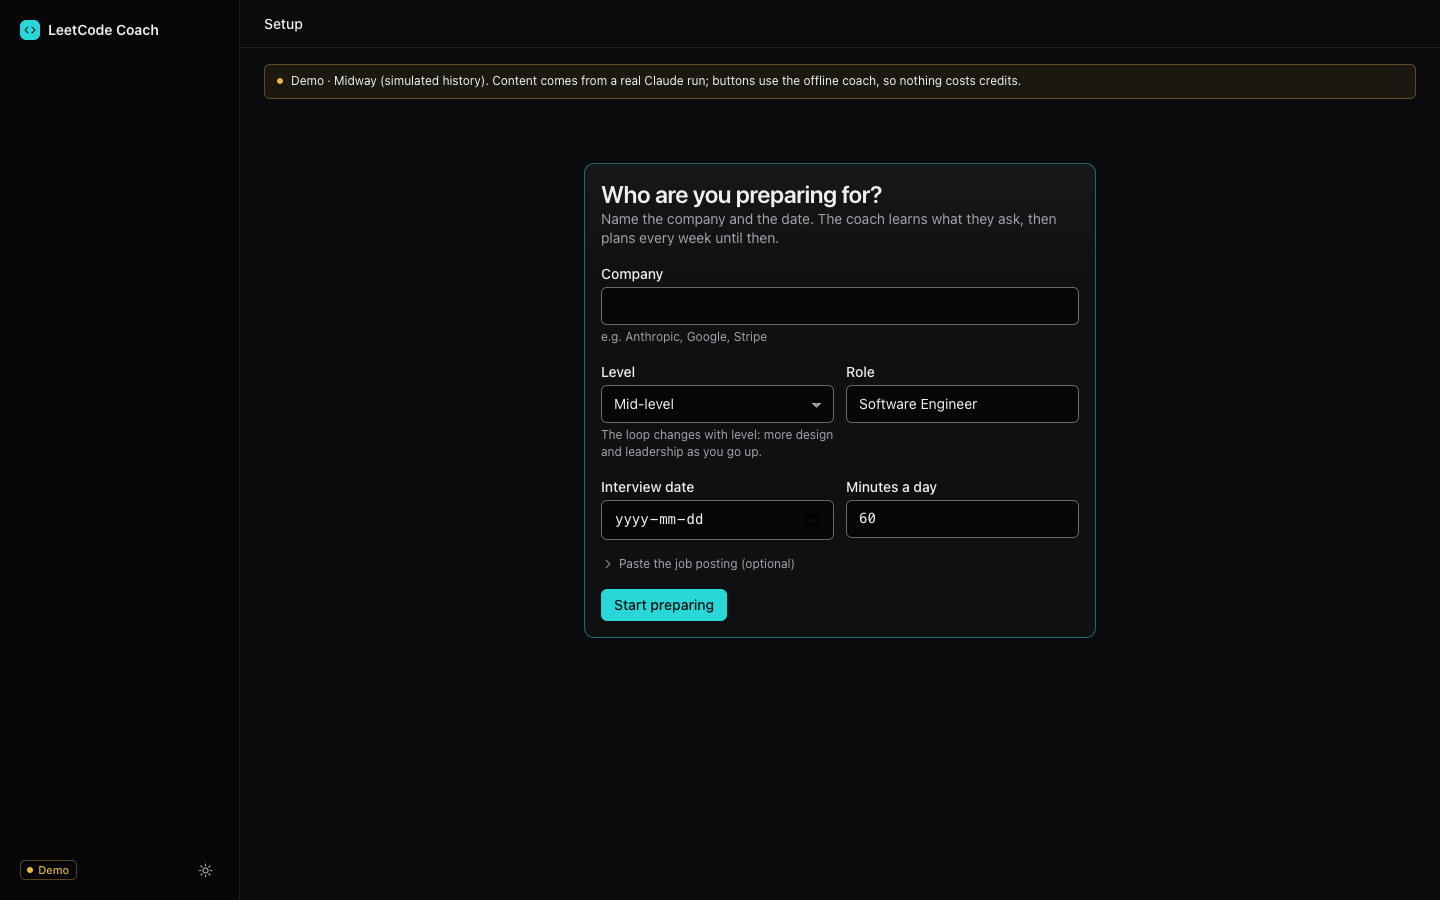 LeetCode Coach
Setup
Demo · Midway (simulated history). Content comes from a real Claude run; buttons use the offline coach, so nothing costs credits.
Who are you preparing for?
Name the company and the date. The coach learns what they ask, then
plans every week until then.
Company
e.g. Anthropic, Google, Stripe
Level
Role
Mid-level
Software Engineer
The loop changes with level: more design
and leadership as you go up.
Interview date
Minutes a day
yyyy-mm-dd
60
Paste the job posting (optional)
Start preparing
Demo